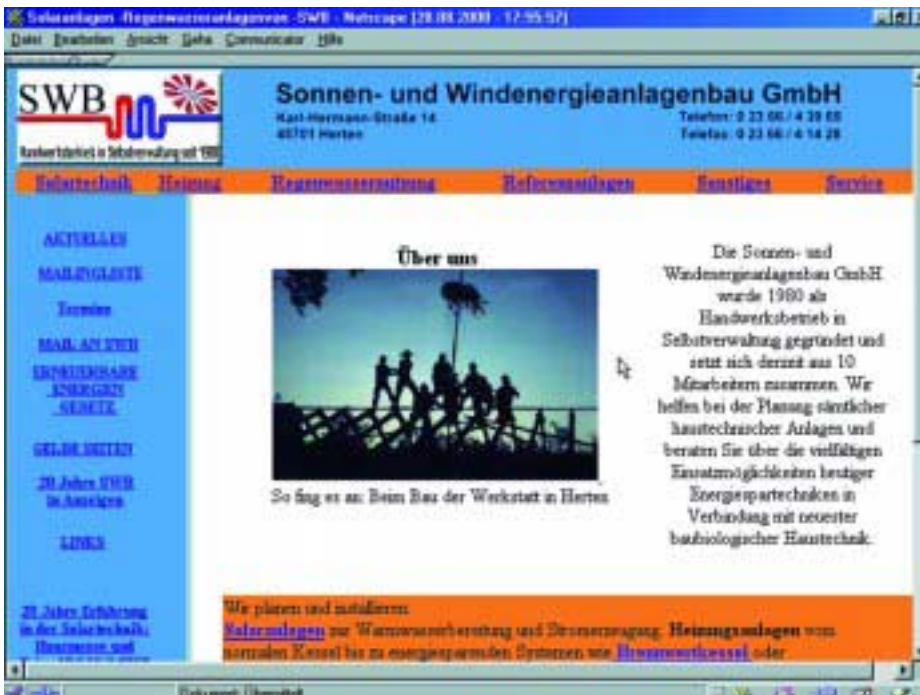 Solaranlagen -Regenwasseranlagen von -SWB - Netscape [28.08.2000 - 17:55:57]
Datei Bearbeiten Ansicht Gehe Communicator Hilfe
SWB
Handwerksbetrieb in Selbstverwaltung seit 1980
Sonnen- und Windenergieanlagenbau GmbH
Karl-Hermann-Straße 14
45701 Herten
Telefon: 0 23 66 / 4
Telefax: 0 23 66 / 4 14 28
Solartechnik Heizung Regenwassernutzung Referenzanlagen Sonstiges Service
AKTUELLES
MAILINGLISTE
Termine
MAIL AN SWB
ERNEUERBARE
ENERGIEN
GESETZ
GELBE SEITEN
20 Jahre SWB
in Anzeigen
LINKS
20 Jahre Erfahrung
in der Solartechnik:
und
Über uns
So fing es an: Beim Bau der Werkstatt in Herten
Die Sonnen- und
Windenergieanlagenbau GmbH
wurde 1980 als
Handwerksbetrieb in
Selbstverwaltung gegründet und
setzt sich derzeit aus 10
Mitarbeitern zusammen. Wir
helfen bei der Planung sämtlicher
haustechnischer Anlagen und
beraten Sie über die vielfältigen
Einsatzmöglichkeiten heutiger
Energiespartechniken in
Verbindung mit neuester
baubiologischer Haustechnik.
Wir planen und installieren
Solaranlagen zur Warmwasserbereitung und Stromerzeugung, Heizungsanlagen vom
normalen Kessel bis zu energiesparenden Systemen wie Brennwertkessel oder
Dokument: Übermittelt